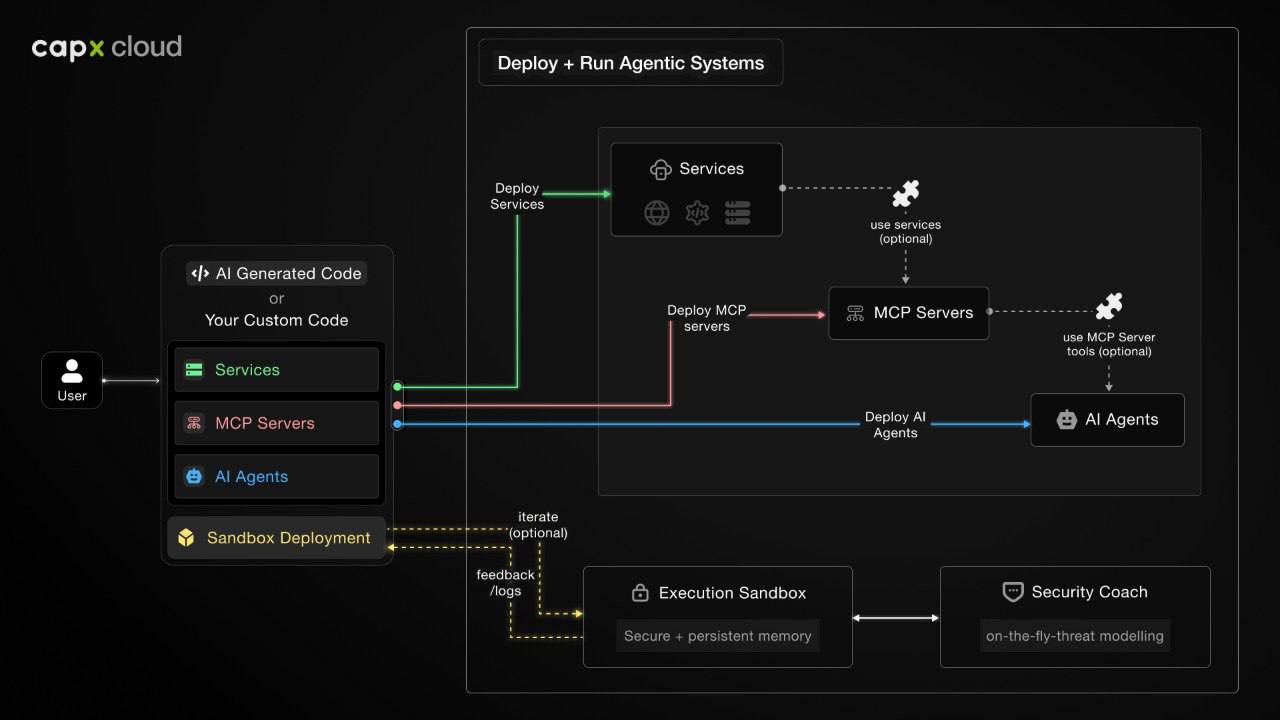 capx cloud
Deploy + Run Agentic Systems
Services
Deploy
Services
use services
(optional)
AI Generated Code
or
Your Custom Code
Deploy MCP
servers
MCP Servers
use MCP Server
tools (optional)
User
Services
MCP Servers
AI Agents
Deploy AI
Agents
AI Agents
Sandbox Deployment
iterate
(optional)
feedback
/logs
Execution Sandbox
Secure + persistent memory
Security Coach
on-the-fly-threat modelling